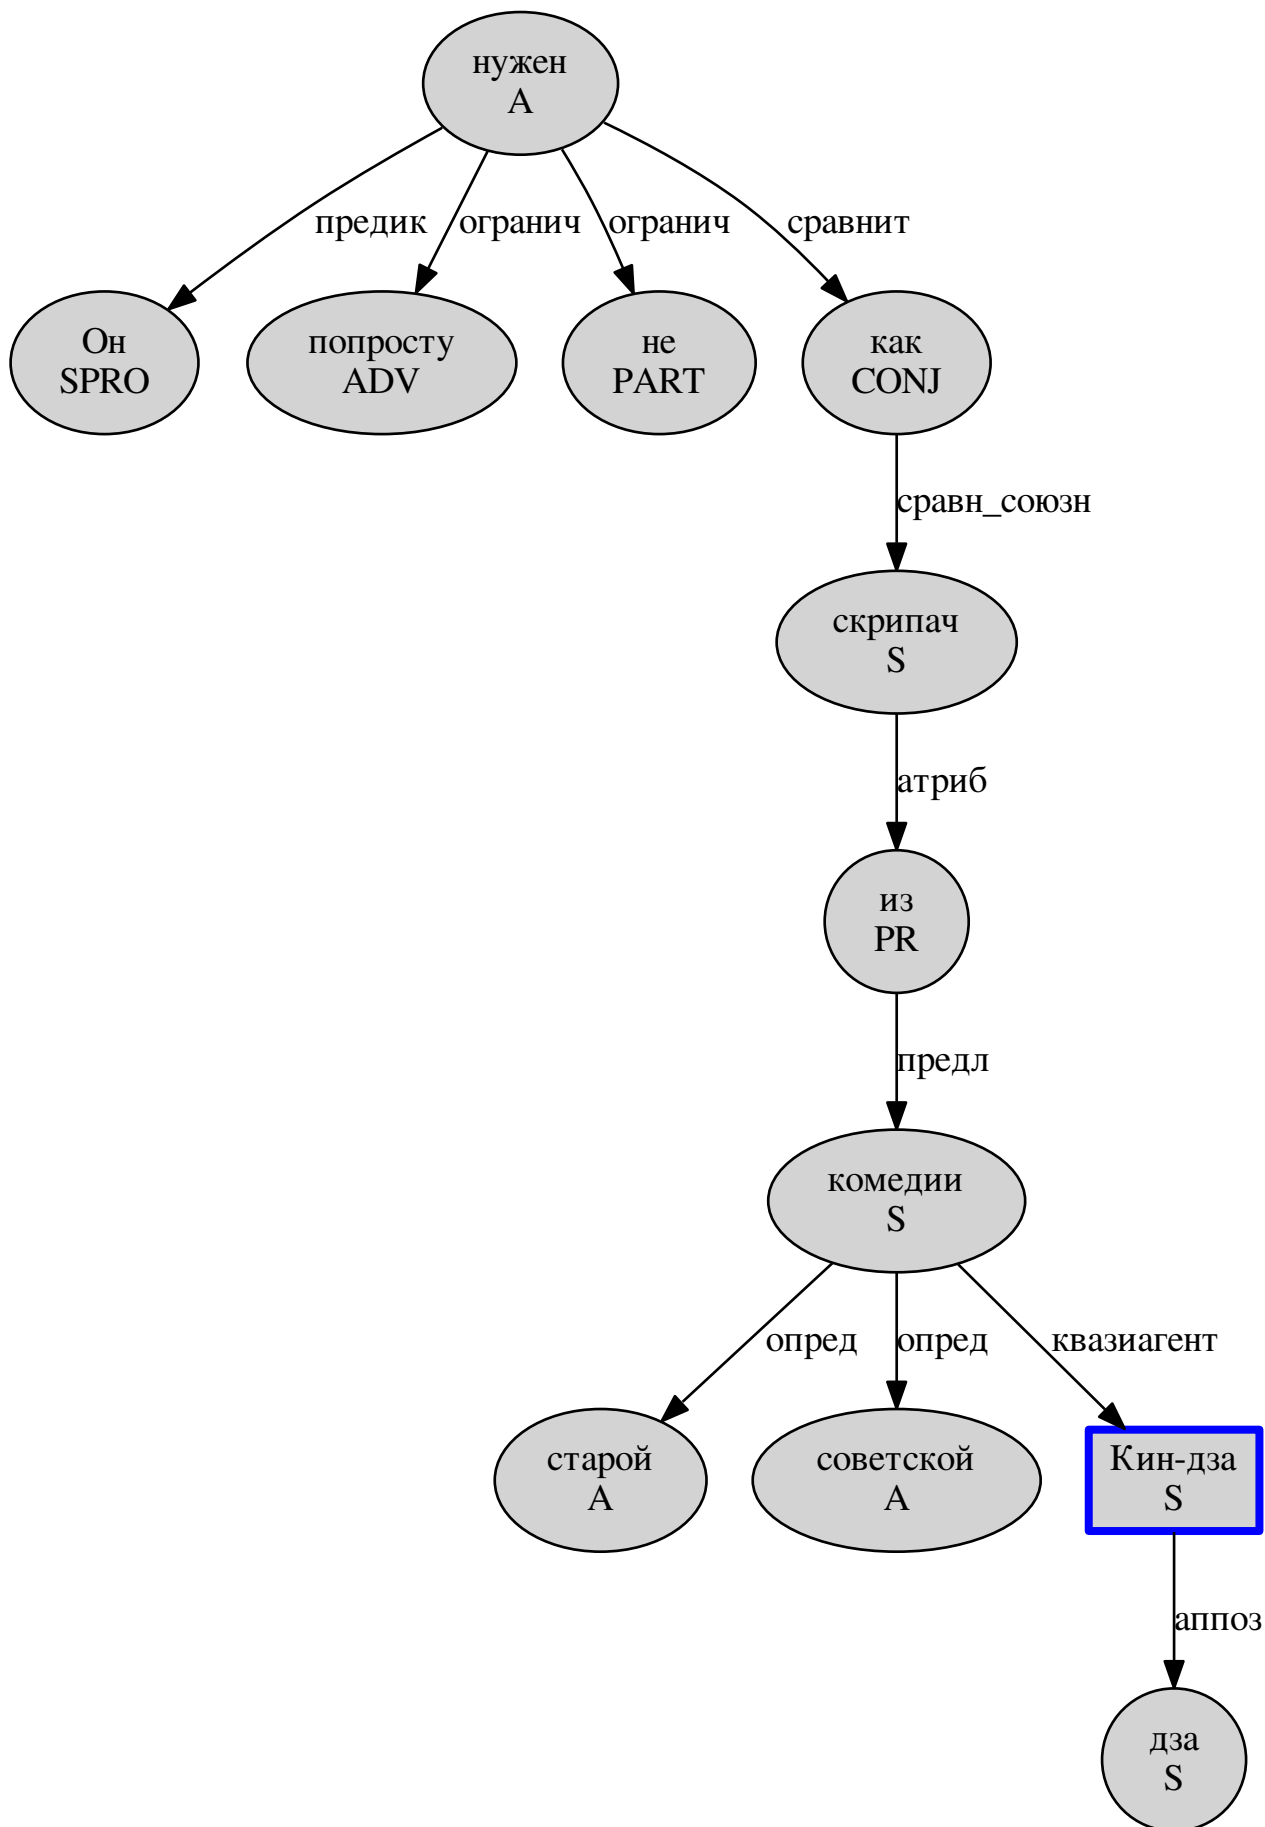 нужен
A
предик
огранич
огранич
сравнит
Он
SPRO
попросту
ADV
не
PART
как
CONJ
сравн_союзн
скрипач
S
атриб
из
PR
предл
комедии
S
опред
опред
квазиагент
старой
A
советской
A
Кин-дза
S
аппоз
дза
S